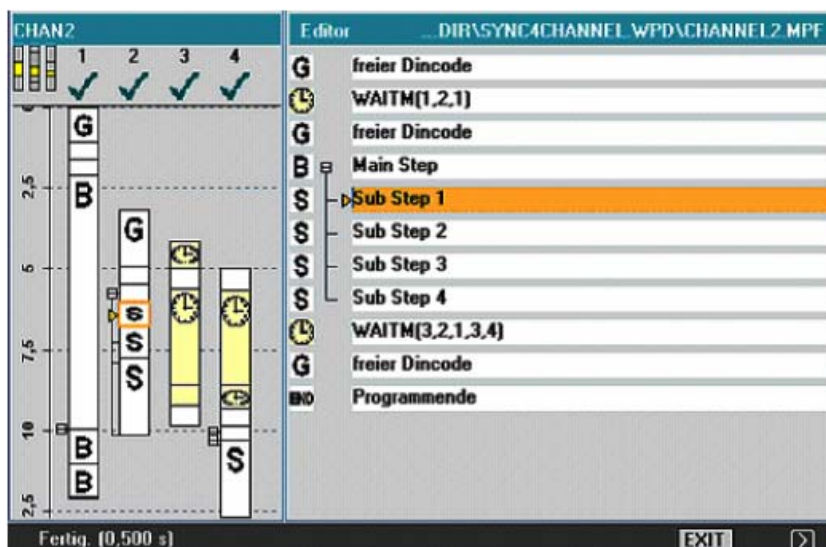 CHAN2
1 2 3 4
0
2,5
5
7,5
10
2,5
G
B
B
B
G
S
S
S
S
Fertig. [0,500 s]
Editor ...DIR\SYNC4CHANNEL.WPD\CHANNEL2.MPF
G freier Dincode
WAITM(1,2,1)
G freier Dincode
B Main Step
S Sub Step 1
S Sub Step 2
S Sub Step 3
S Sub Step 4
WAITM(3,2,1,3,4)
G freier Dincode
END Programmende
EXIT